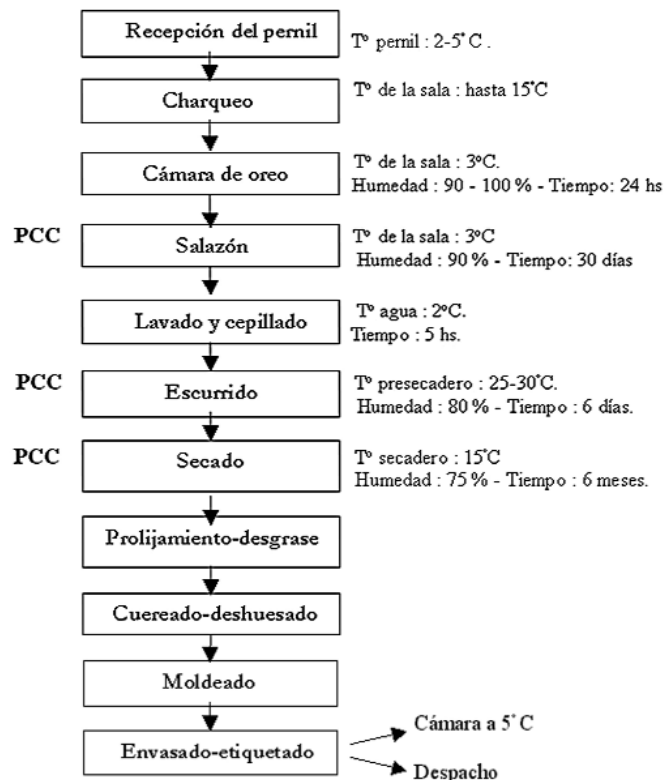 Recepción del pernil
Tº pernil : 2-5°C .
Charqueo
Tº de la sala : hasta 15°C
Cámara de oreo
Tº de la sala : 3ºC.
Humedad : 90 - 100 % - Tiempo: 24 hs
PCC
Salazón
Tº de la sala : 3ºC
Humedad : 90 % - Tiempo: 30 días
Lavado y cepillado
Tº agua : 2ºC.
Tiempo : 5 hs.
PCC
Escurrido
Tº presecadero : 25-30°C.
Humedad : 80 % - Tiempo : 6 días.
PCC
Secado
Tº secadero : 15°C
Humedad : 75 % - Tiempo : 6 meses.
Prolijamiento-desgrase
Cuereado-deshuesado
Moldeado
Envasado-etiquetado
Cámara a 5° C
Despacho